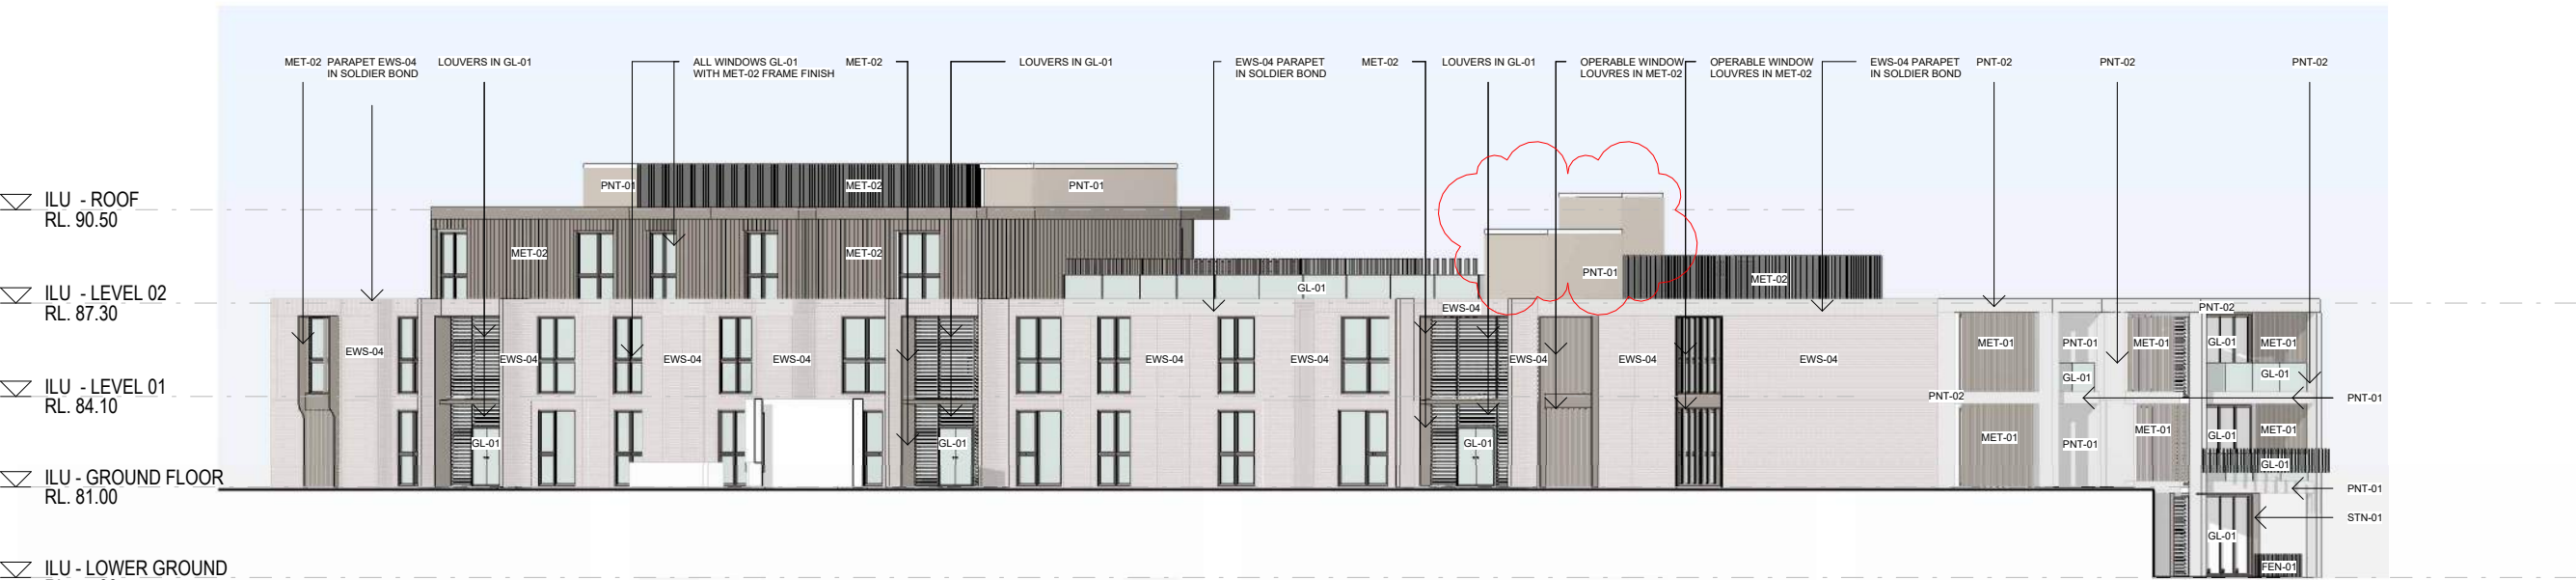 MET-02
PARAPET EWS-04
IN SOLDIER BOND
LOUVERS IN GL-01
ALL WINDOWS GL-01
WITH MET-02 FRAME FINISH
MET-02
LOUVERS IN GL-01
EWS-04 PARAPET
IN SOLDIER BOND
MET-02
LOUVERS IN GL-01
OPERABLE WINDOW
LOUVRES IN MET-02
OPERABLE WINDOW
LOUVRES IN MET-02
EWS-04 PARAPET
IN SOLDIER BOND
PNT-02
PNT-02
PNT-02
PNT-01
MET-02
PNT-01
ILU - ROOF
RL. 90.50
MET-02
MET-02
PNT-01
MET-02
GL-01
ILU - LEVEL 02
RL. 87.30
EWS-04
PNT-02
EWS-04
EWS-04
EWS-04
EWS-04
EWS-04
EWS-04
EWS-04
EWS-04
EWS-04
MET-01
PNT-01
MET-01
GL-01
MET-01
GL-01
GL-01
ILU - LEVEL 01
RL. 84.10
PNT-02
PNT-01
GL-01
GL-01
GL-01
MET-01
PNT-01
MET-01
GL-01
MET-01
GL-01
ILU - GROUND FLOOR
RL. 81.00
PNT-01
STN-01
GL-01
ILU - LOWER GROUND
FEN-01